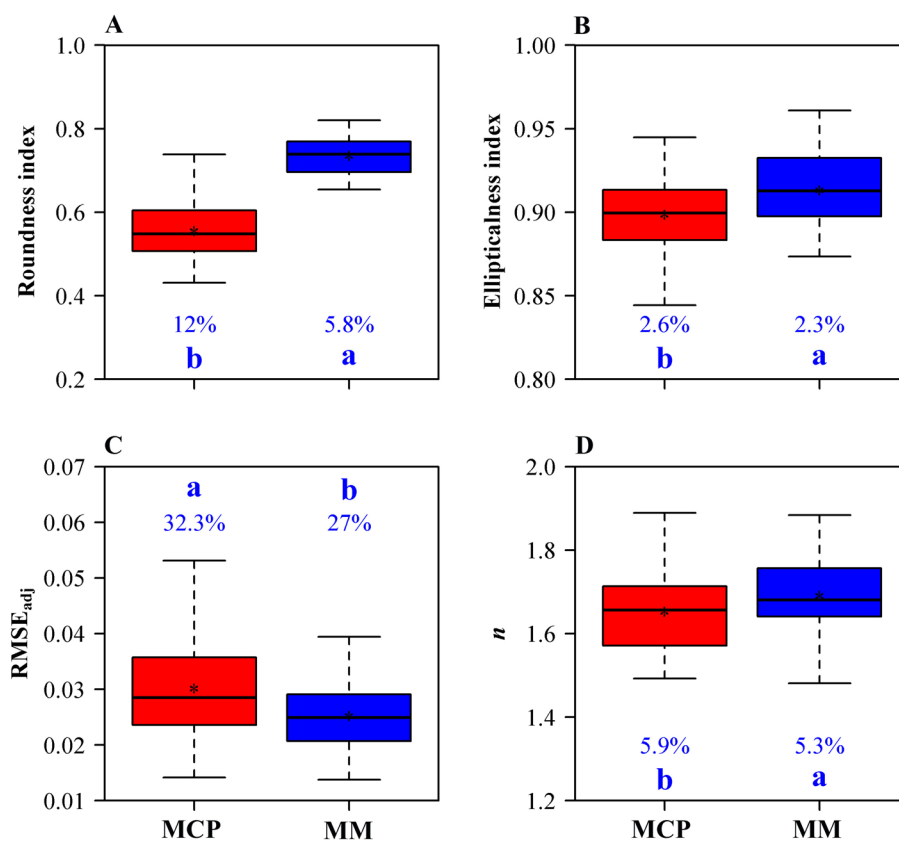 A
Roundness index
1.0
0.8
0.6
0.4
0.2
12%
5.8%
b
a
B
Ellipticalness index
1.00
0.95
0.90
0.85
0.80
2.6%
2.3%
b
a
C
RMSEadj
0.07
0.06
0.05
0.04
0.03
0.02
0.01
a
b
32.3%
27%
MCP
MM
D
n
2.0
1.8
1.6
1.4
1.2
5.9%
5.3%
b
a
MCP
MM